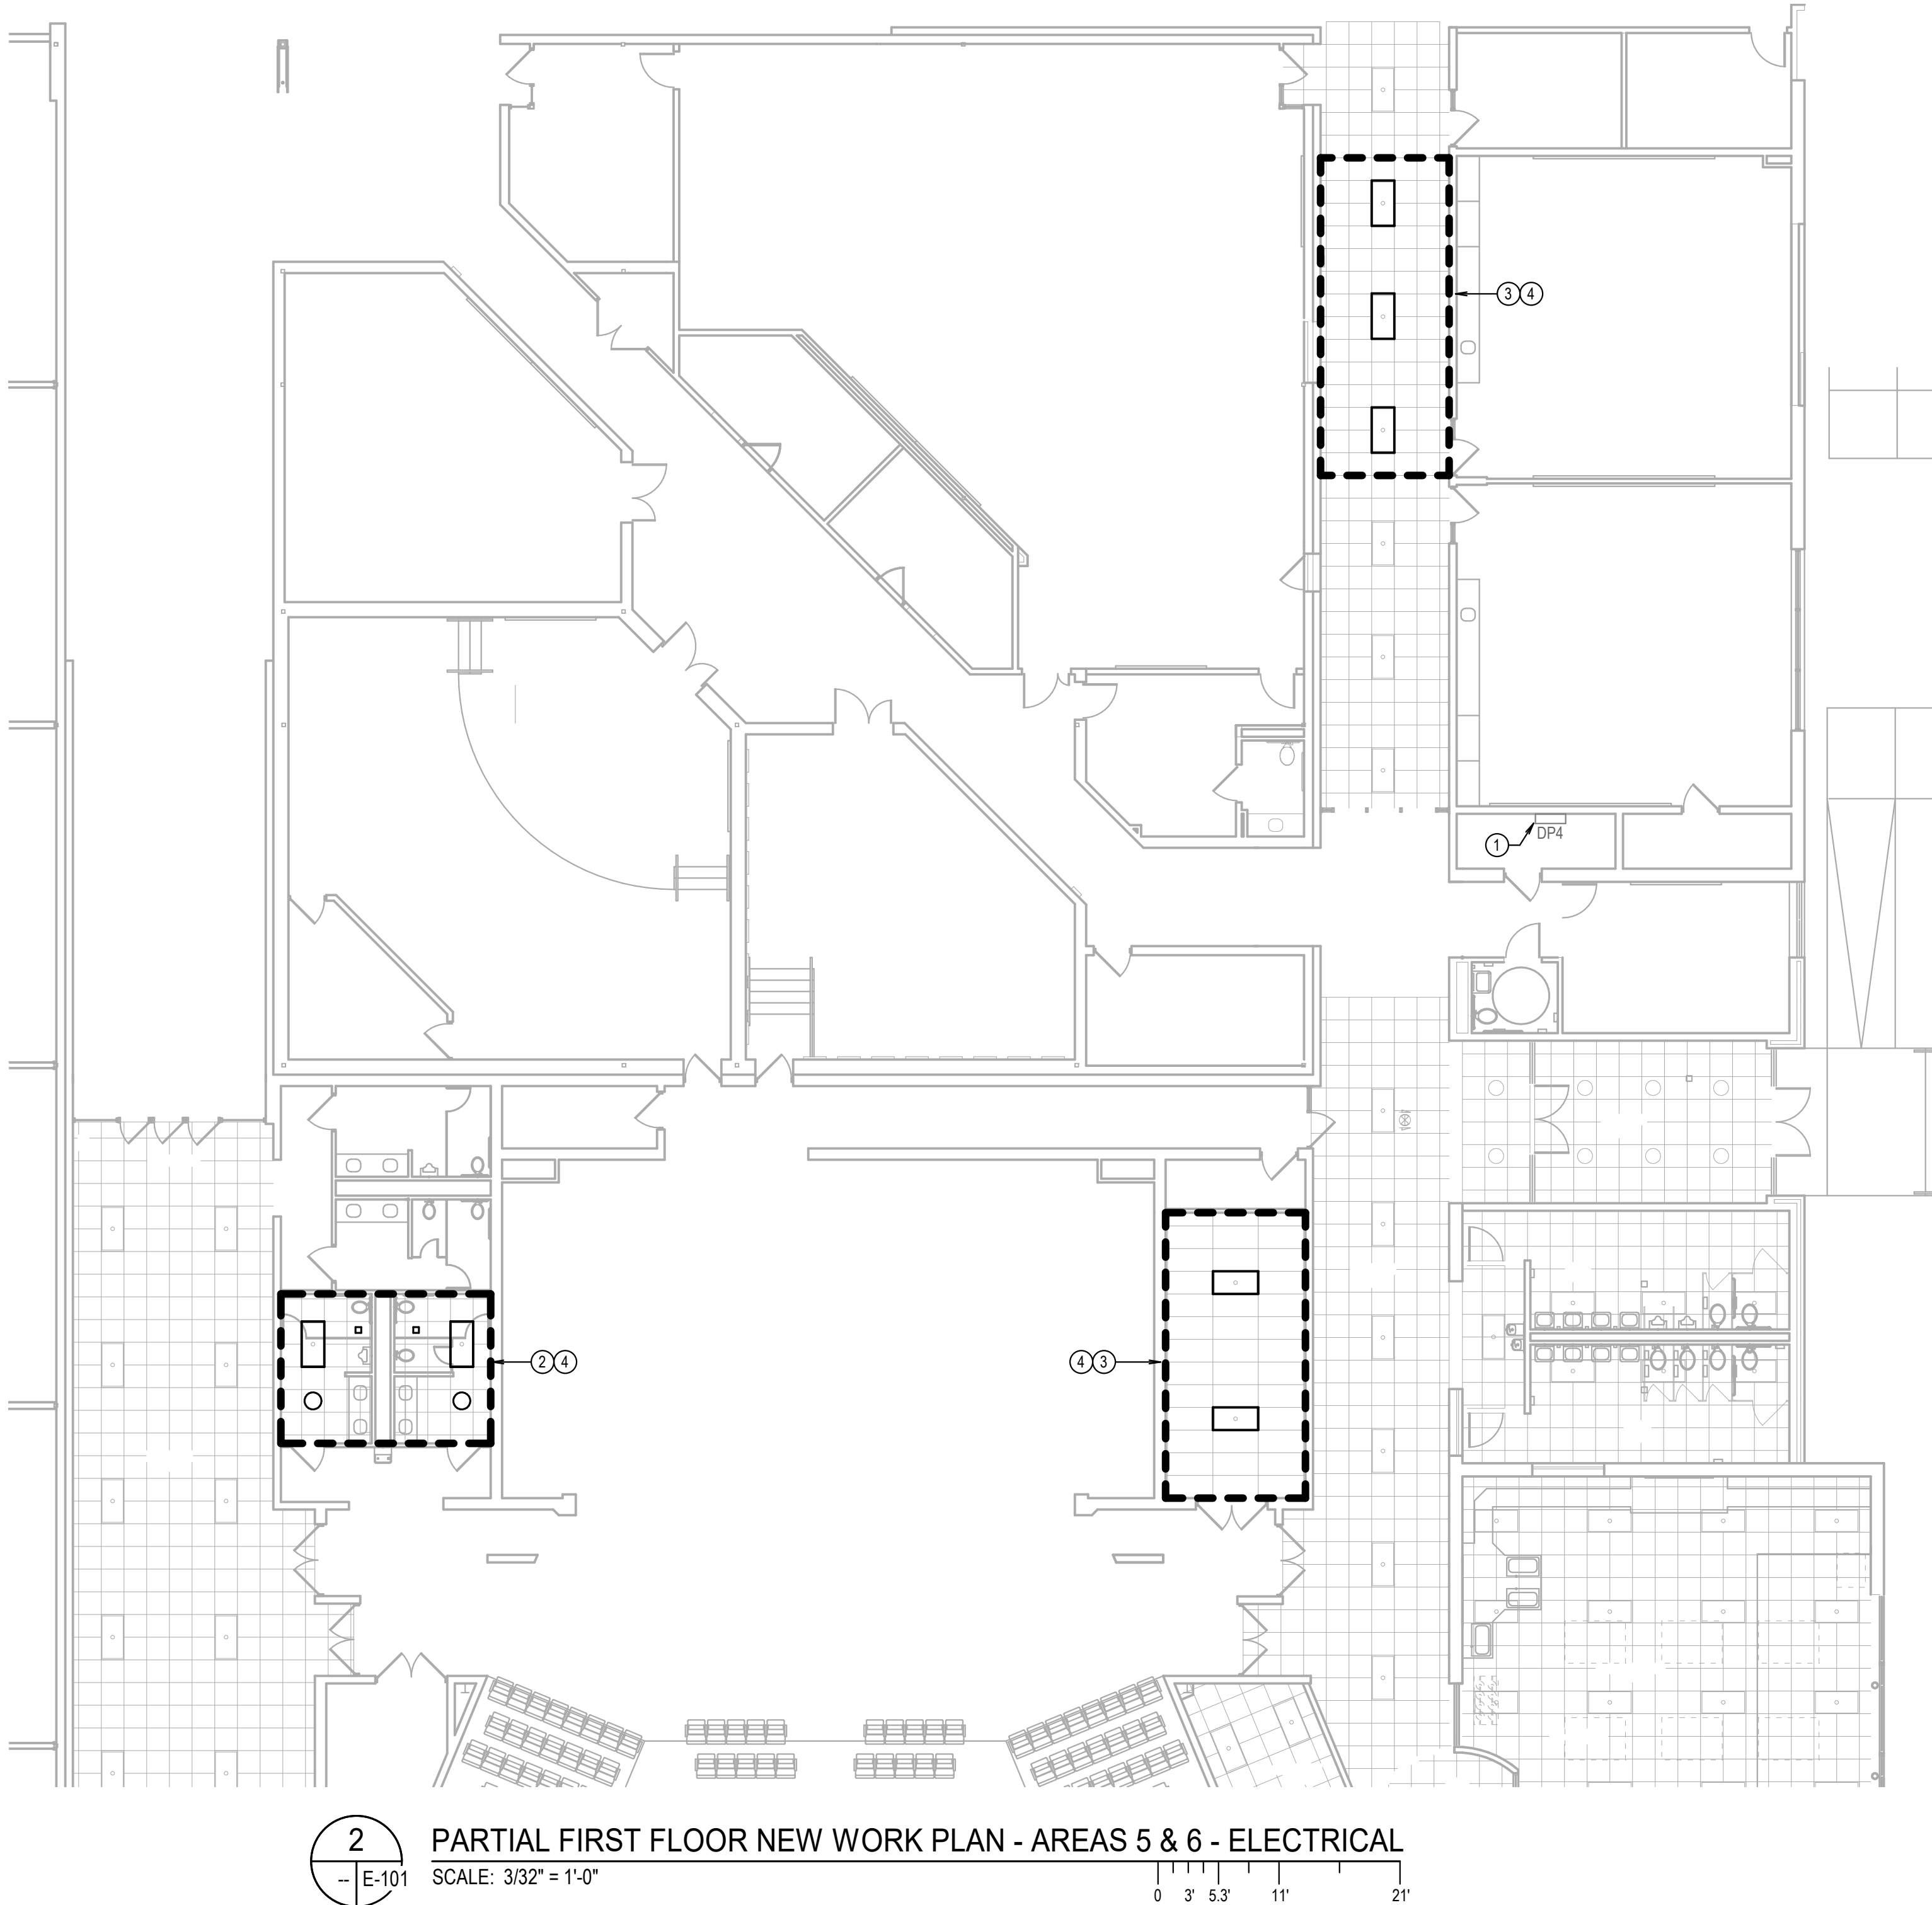 3 4
1
DP4
2 4
4 3
2
-- E-101
PARTIAL FIRST FLOOR NEW WORK PLAN - AREAS 5 & 6 - ELECTRICAL
SCALE: 3/32" = 1'-0"
0 3' 5.3' 11' 21'